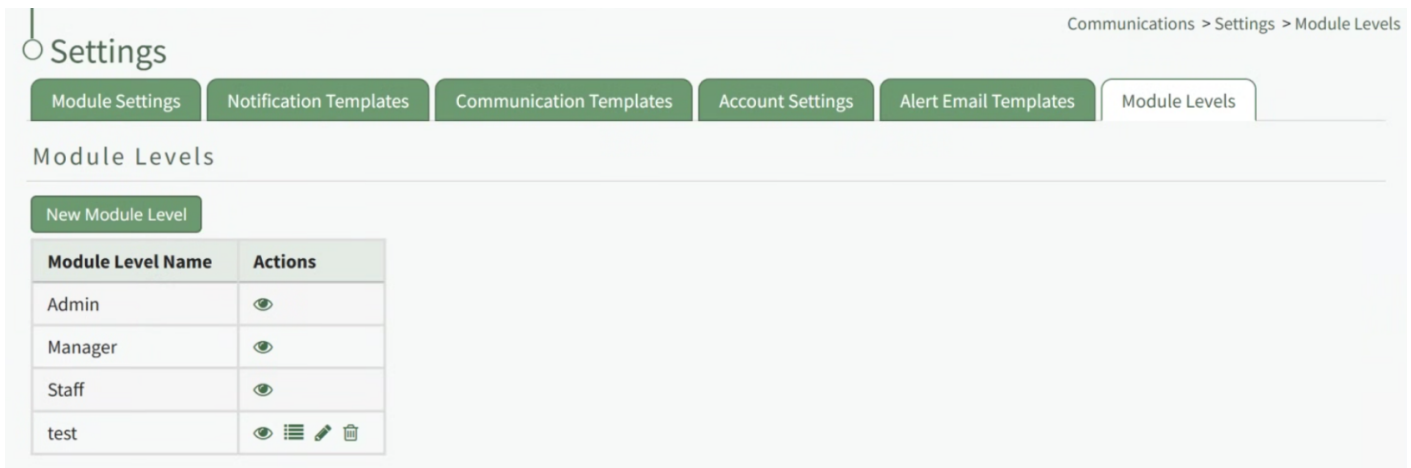 Communications > Settings > Module Levels
Settings
Module Settings Notification Templates Communication Templates Account Settings Alert Email Templates Module Levels
Module Levels
New Module Level
Module Level Name Actions
Admin
Manager
Staff
test